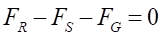 F_R − F_S − F_G = 0